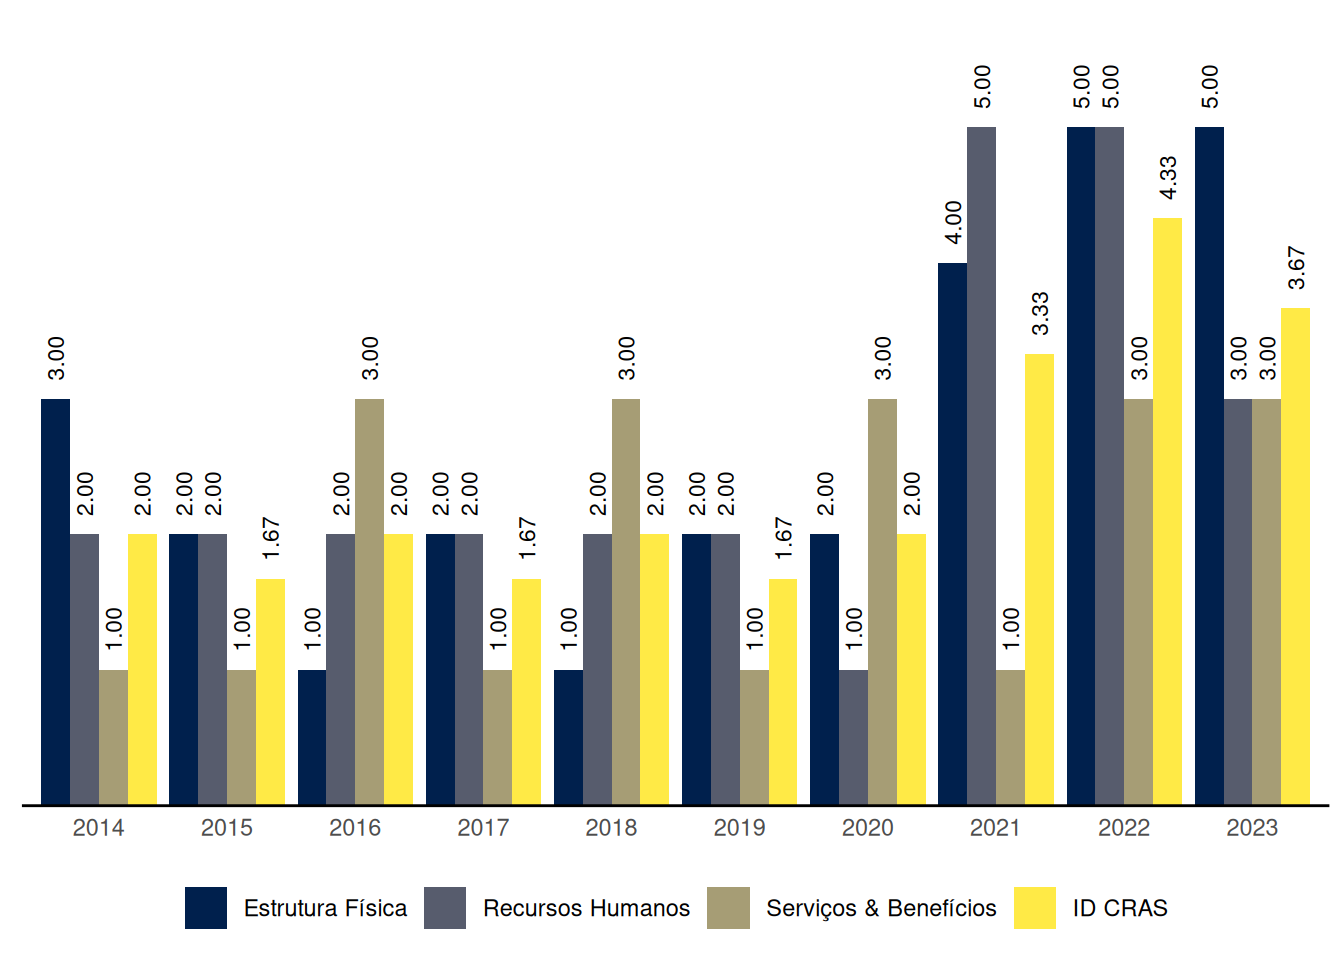 3.00 2.00 1.00 2.00
2.00 2.00 1.00 1.67
1.00 2.00 3.00 2.00
2.00 2.00 1.00 1.67
1.00 2.00 3.00 2.00
2.00 2.00 1.00 1.67
2.00 1.00 3.00 2.00
4.00 5.00 1.00 3.33
5.00 5.00 3.00 4.33
5.00 3.00 3.00 3.67
2014 2015 2016 2017 2018 2019 2020 2021 2022 2023
Estrutura Física Recursos Humanos Serviços & Benefícios ID CRAS